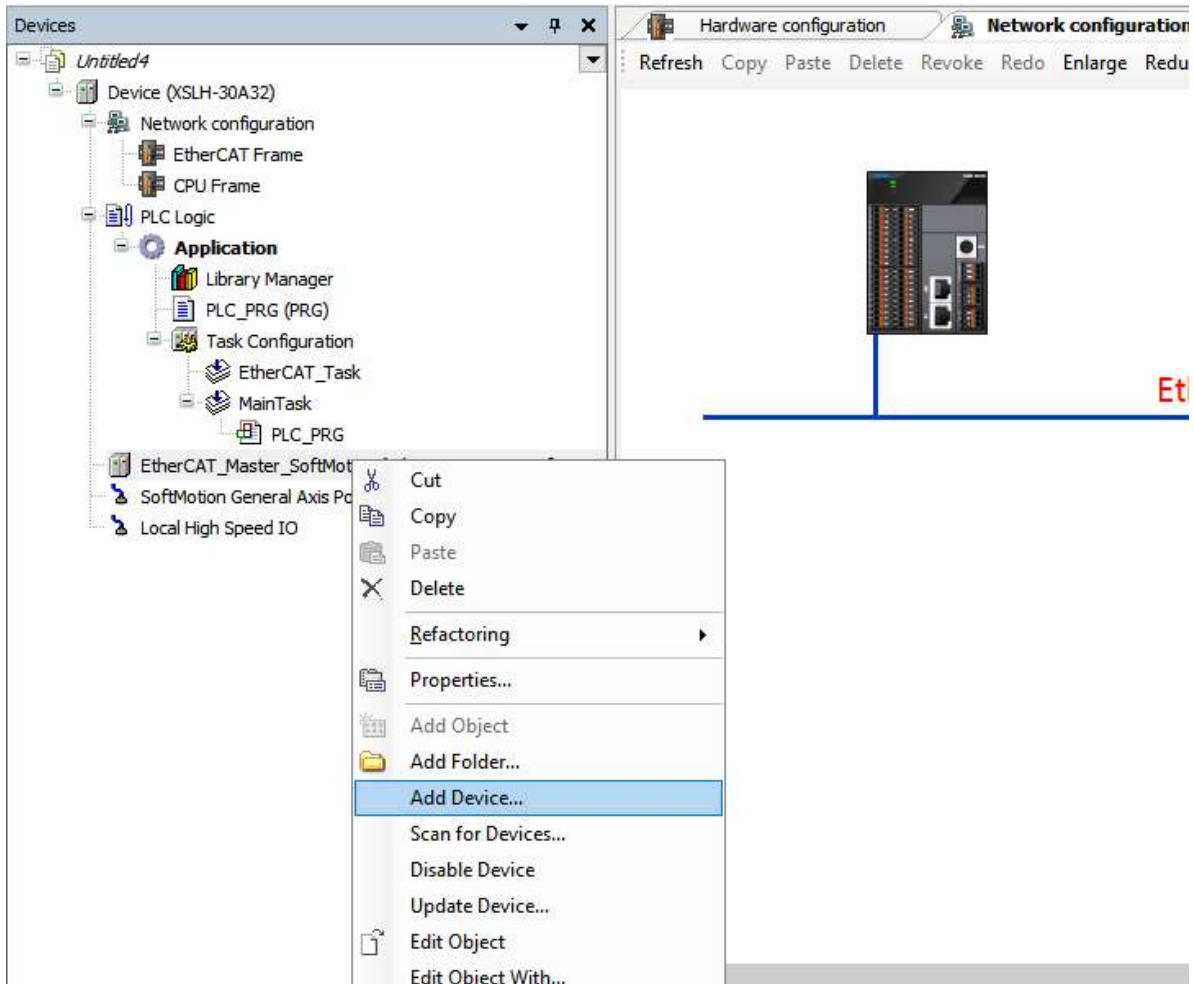 Devices
Untitled4
Device (XSLH-30A32)
Network configuration
EtherCAT Frame
CPU Frame
PLC Logic
Application
Library Manager
PLC_PRG (PRG)
Task Configuration
EtherCAT_Task
MainTask
PLC_PRG
EtherCAT_Master_SoftMot
SoftMotion General Axis Po
Local High Speed IO
Cut
Copy
Paste
Delete
Refactoring
Properties...
Add Object
Add Folder...
Add Device...
Scan for Devices...
Disable Device
Update Device...
Edit Object
Edit Object With...
Hardware configuration Network configuration
Refresh Copy Paste Delete Revoke Redo Enlarge Redu
Et